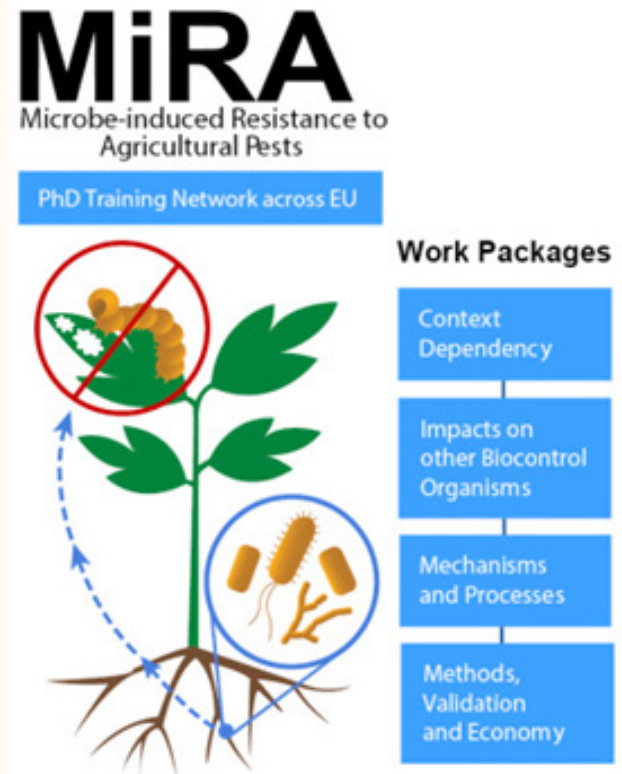 MiRA
Microbe-induced Resistance to
Agricultural Pests
PhD Training Network across EU
Work Packages
Context
Dependency
Impacts on
other Biocontrol
Organisms
Mechanisms
and Processes
Methods,
Validation
and Economy